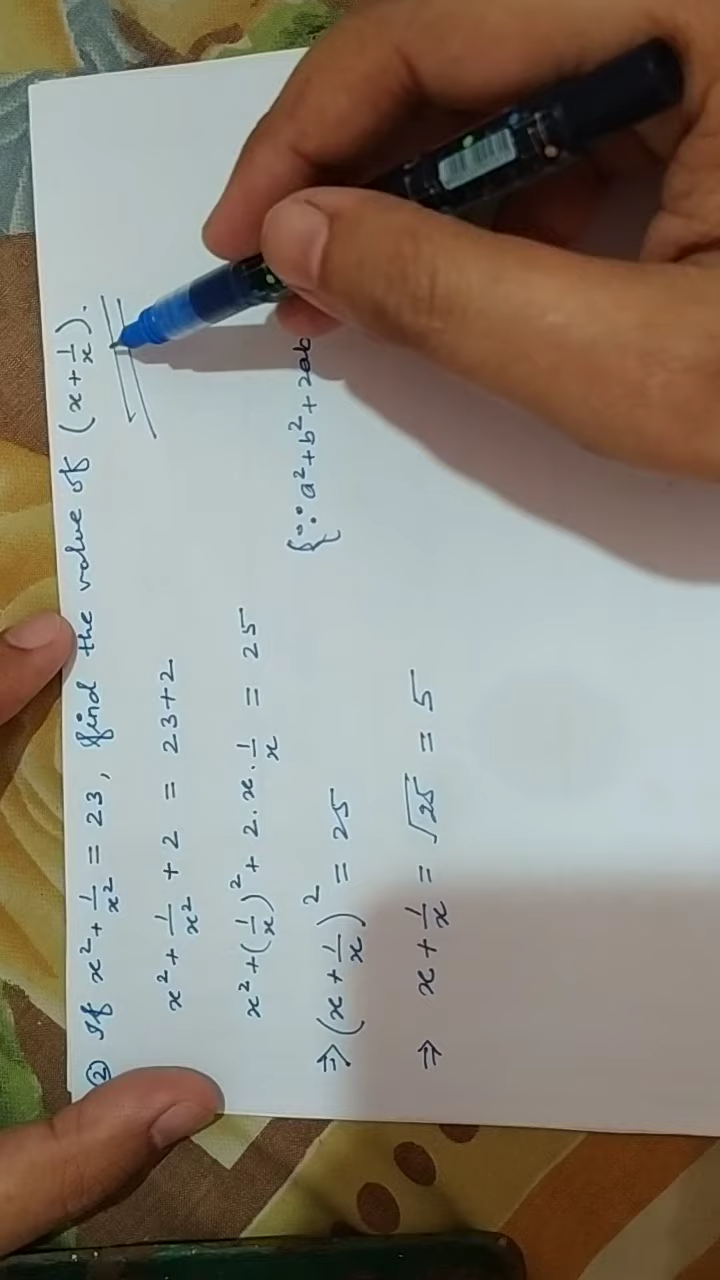 ② If x² + 1/x² = 23, find the value of (x + 1/x).
x² + 1/x² + 2 = 23+2
x² + (1/x)² + 2.x.1/x = 25
{∵ a² + b² + 2ab
⇒ (x + 1/x)² = 25
⇒ x + 1/x = √25 = 5